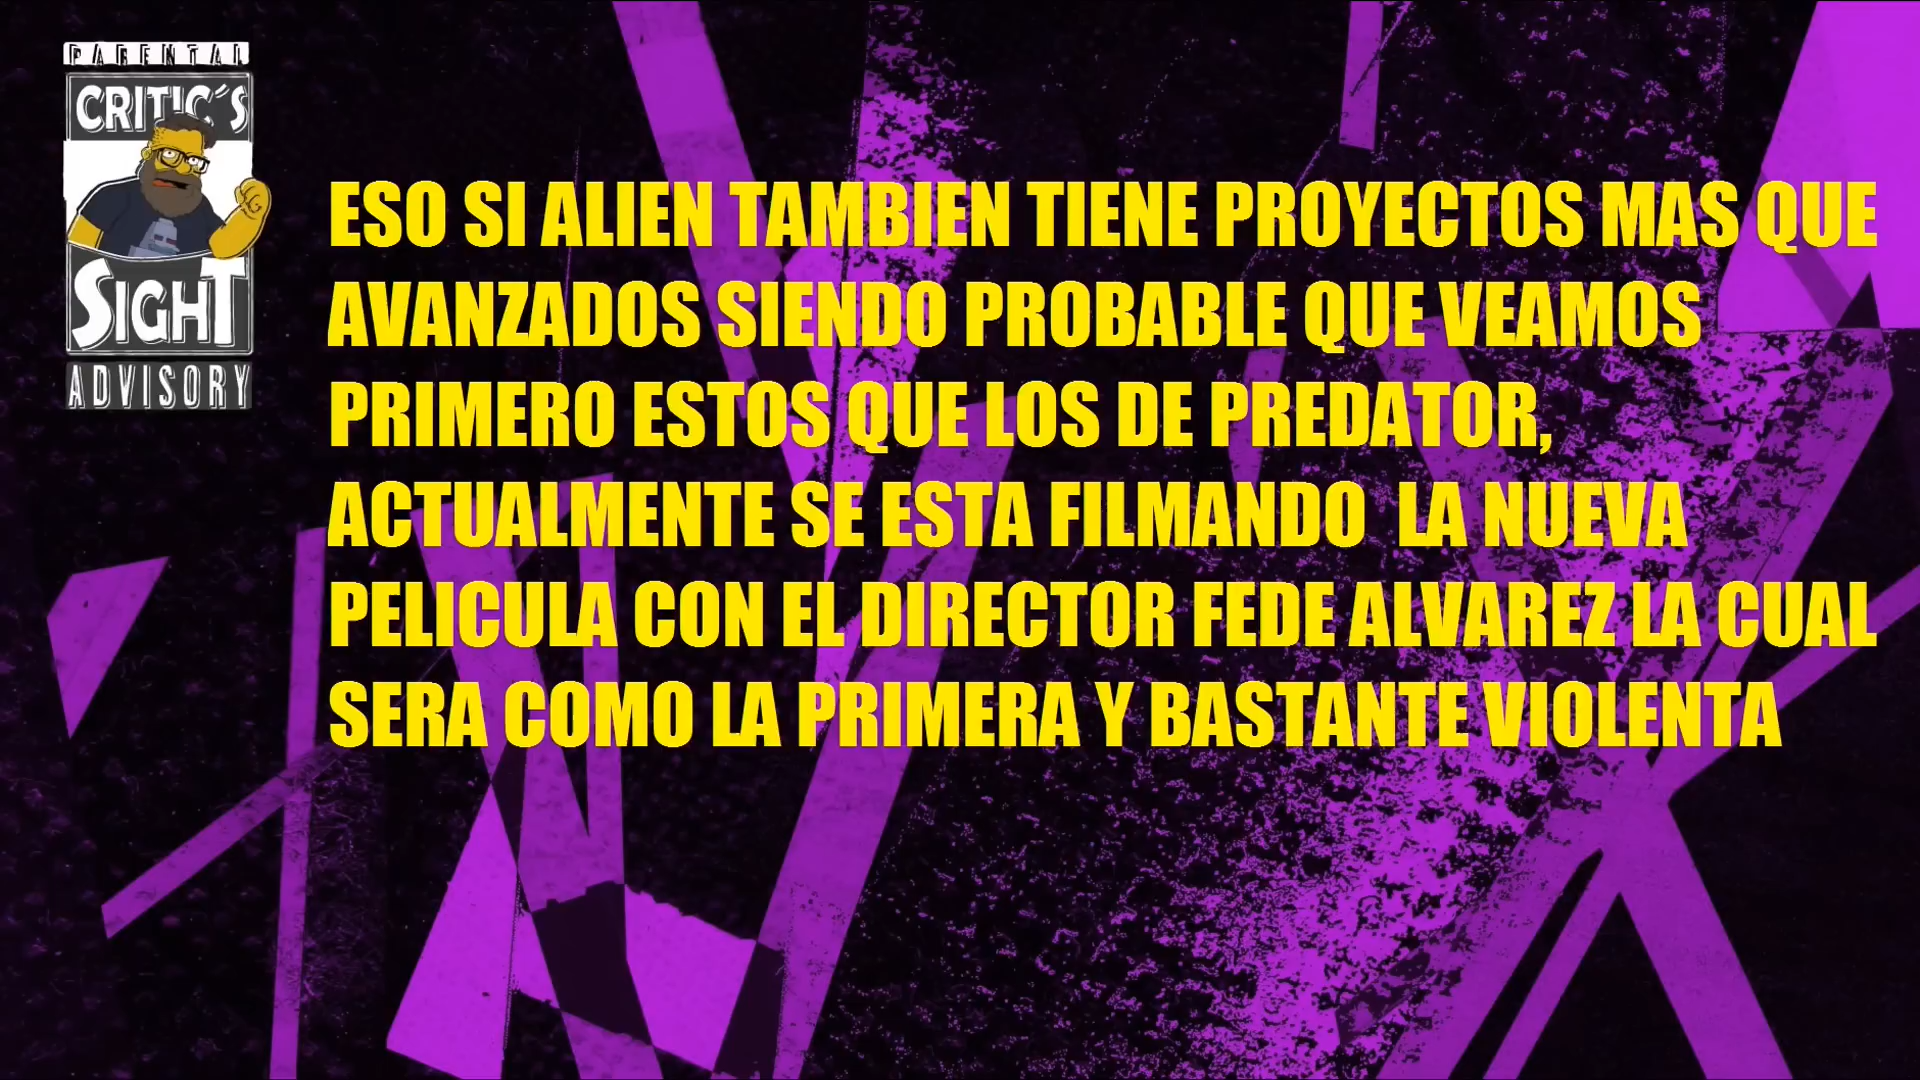 PARENTAL
CRITIC´S
SIGHT
ADVISORY
ESO SI ALIEN TAMBIEN TIENE PROYECTOS MAS QUE
AVANZADOS SIENDO PROBABLE QUE VEAMOS
PRIMERO ESTOS QUE LOS DE PREDATOR,
ACTUALMENTE SE ESTA FILMANDO  LA NUEVA
PELICULA CON EL DIRECTOR FEDE ALVAREZ LA CUAL
SERA COMO LA PRIMERA Y BASTANTE VIOLENTA